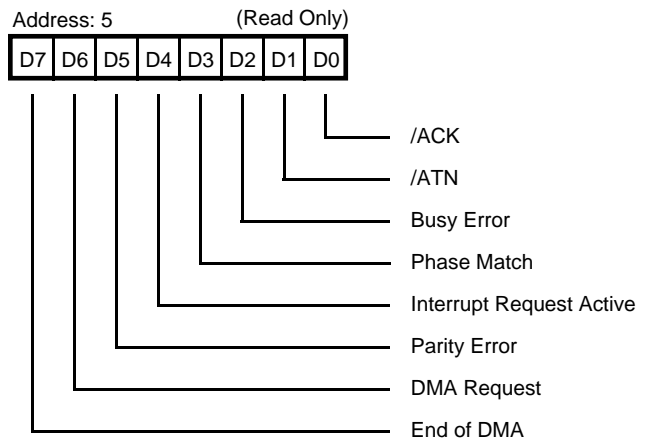 Address: 5 (Read Only)
D7 D6 D5 D4 D3 D2 D1 D0
/ACK
/ATN
Busy Error
Phase Match
Interrupt Request Active
Parity Error
DMA Request
End of DMA